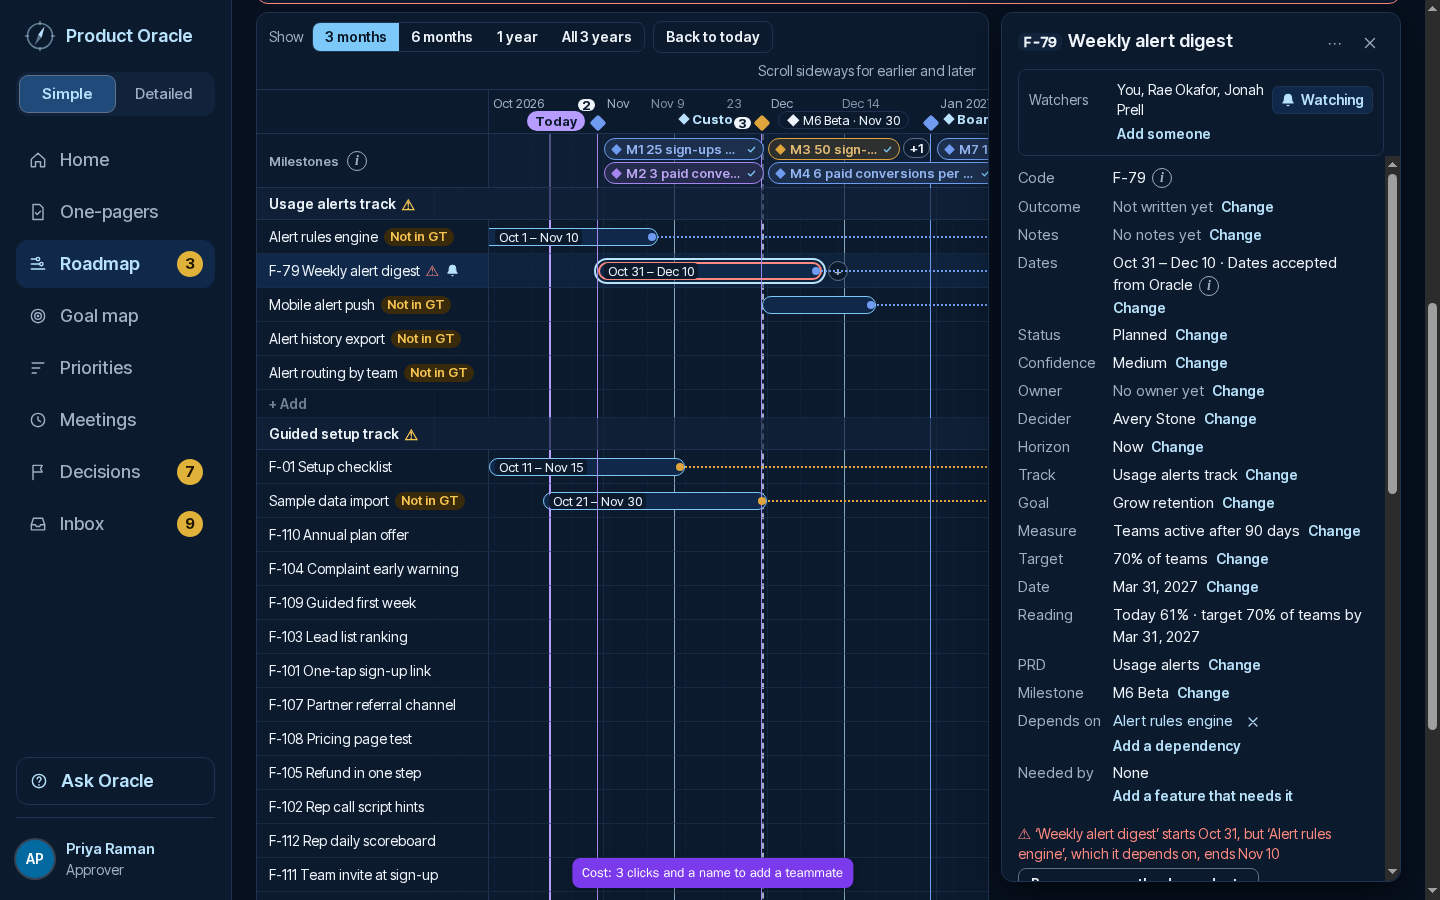 Product Oracle
Simple
Detailed
Home
One-pagers
Roadmap
3
Goal map
Priorities
Meetings
Decisions
7
Inbox
9
Ask Oracle
AP
Priya Raman
Approver
Show
3 months
6 months
1 year
All 3 years
Back to today
Scroll sideways for earlier and later
Oct 2026
2
Nov
Nov 9
23
Dec
Dec 14
Jan 2027
Today
Custo
3
M6 Beta · Nov 30
Boar
Milestones
i
M1 25 sign-ups ...
M3 50 sign-...
+1
M7 1
M2 3 paid conve...
M4 6 paid conversions per ...
Usage alerts track
Alert rules engine
Not in GT
Oct 1 – Nov 10
F-79 Weekly alert digest
Oct 31 – Dec 10
Mobile alert push
Not in GT
Alert history export
Not in GT
Alert routing by team
Not in GT
+ Add
Guided setup track
F-01 Setup checklist
Oct 11 – Nov 15
Sample data import
Not in GT
Oct 21 – Nov 30
F-110 Annual plan offer
F-104 Complaint early warning
F-109 Guided first week
F-103 Lead list ranking
F-101 One-tap sign-up link
F-107 Partner referral channel
F-108 Pricing page test
F-105 Refund in one step
F-102 Rep call script hints
F-112 Rep daily scoreboard
F-111 Team invite at sign-up
Cost: 3 clicks and a name to add a teammate
F-79 Weekly alert digest
Watchers
You, Rae Okafor, Jonah
Prell
Watching
Add someone
Code
F-79
i
Outcome
Not written yet Change
Notes
No notes yet Change
Dates
Oct 31 – Dec 10 · Dates accepted
from Oracle
i
Change
Status
Planned Change
Confidence
Medium Change
Owner
No owner yet Change
Decider
Avery Stone Change
Horizon
Now Change
Track
Usage alerts track Change
Goal
Grow retention Change
Measure
Teams active after 90 days Change
Target
70% of teams Change
Date
Mar 31, 2027 Change
Reading
Today 61% · target 70% of teams by
Mar 31, 2027
PRD
Usage alerts Change
Milestone
M6 Beta Change
Depends on
Alert rules engine
Add a dependency
Needed by
None
Add a feature that needs it
‘Weekly alert digest’ starts Oct 31, but ‘Alert rules
engine’, which it depends on, ends Nov 10